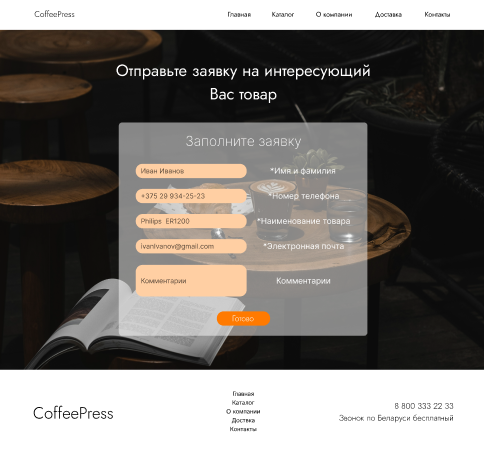 CoffeePress
Главная Каталог О компании Доставка Контакты
Отправьте заявку на интересующий
Вас товар
Заполните заявку
Иван Иванов *Имя и фамилия
+375 29 934-25-23 *Номер телефона
Philips ER1200 *Наименование товара
ivanIvanov@gmail.com *Электронная почта
Комментарии Комментарии
Готово
Главная
Каталог
О компании
Доствка
Контакты
CoffeePress
8 800 333 22 33
Звонок по Беларуси бесплатный